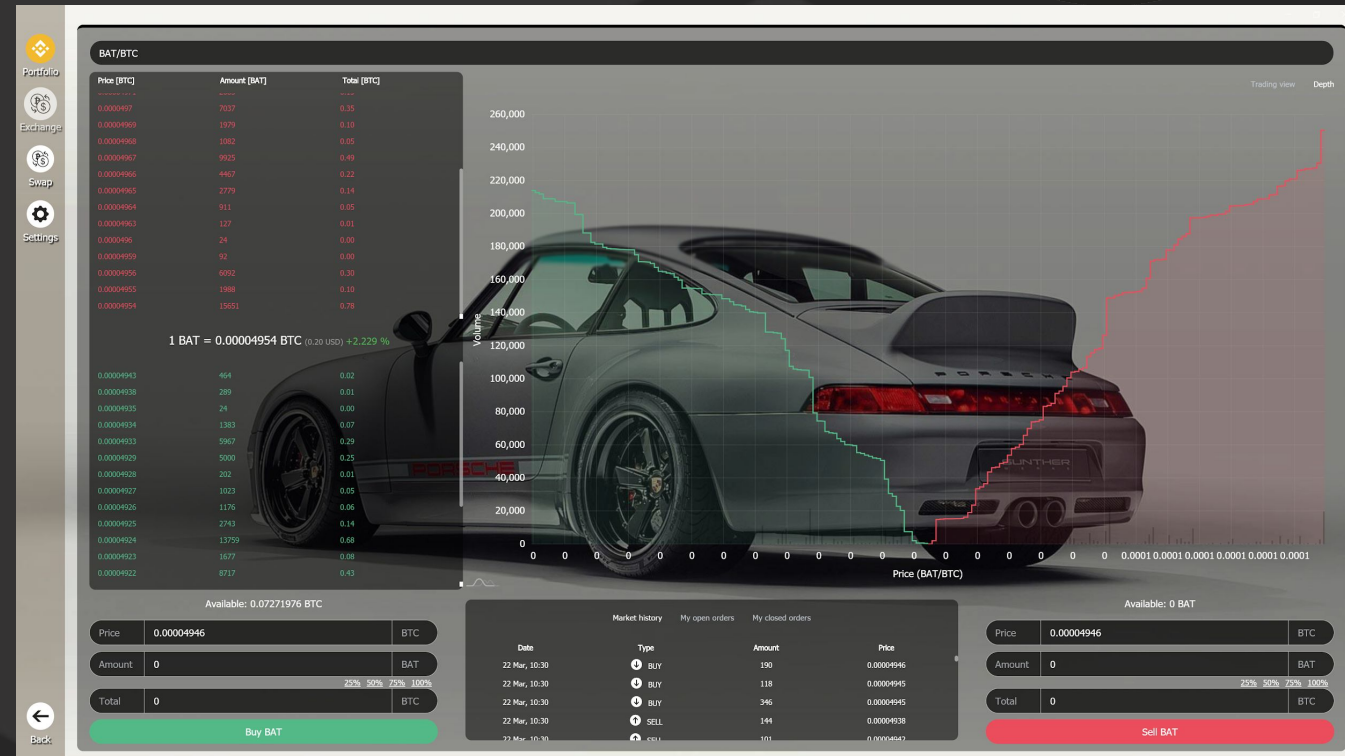 BAT/BTC
Portfolio
Exchange
Swap
Settings
Back
Price [BTC] Amount [BAT] Total [BTC]
0.0000497 7037 0.35
0.00004969 1979 0.10
0.00004968 1082 0.05
0.00004967 9925 0.49
0.00004966 4467 0.22
0.00004965 2779 0.14
0.00004964 911 0.05
0.00004963 127 0.01
0.0000496 24 0.00
0.00004959 92 0.00
0.00004956 6092 0.30
0.00004955 1988 0.10
0.00004954 15651 0.78
1 BAT = 0.00004954 BTC (0.20 USD) +2.229 %
0.00004943 464 0.02
0.00004938 289 0.01
0.00004935 24 0.00
0.00004934 1383 0.07
0.00004933 5967 0.29
0.00004929 5000 0.25
0.00004928 202 0.01
0.00004927 1023 0.05
0.00004926 1176 0.06
0.00004925 2743 0.14
0.00004924 13759 0.68
0.00004923 1677 0.08
0.00004922 8717 0.43
Trading view Depth
260,000
240,000
220,000
200,000
180,000
160,000
140,000
120,000
100,000
80,000
60,000
40,000
20,000
0
Volume
0 0 0 0 0 0 0 0 0 0 0 0 0 0 0 0 0 0 0 0.0001 0.0001 0.0001 0.0001 0.0001 0.0001
Price (BAT/BTC)
PORSCHE
PORSCHE
GUNTHER
Available: 0.07271976 BTC
Price 0.00004946 BTC
Amount 0 BAT
25% 50% 75% 100%
Total 0 BTC
Buy BAT
Market history My open orders My closed orders
Date Type Amount Price
22 Mar, 10:30 BUY 190 0.00004946
22 Mar, 10:30 BUY 118 0.00004945
22 Mar, 10:30 BUY 346 0.00004945
22 Mar, 10:30 SELL 144 0.00004938
22 Mar, 10:30 SELL 101 0.00004942
Available: 0 BAT
Price 0.00004946 BTC
Amount 0 BAT
25% 50% 75% 100%
Total 0 BTC
Sell BAT